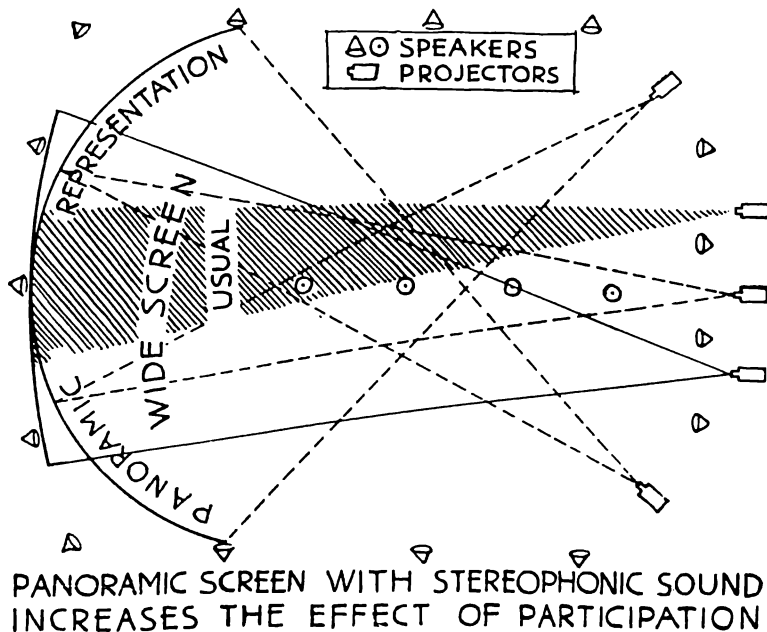 SPEAKERS
PROJECTORS
PANORAMIC REPRESENTATION
WIDE SCREEN
USUAL
PANORAMIC SCREEN WITH STEREOPHONIC SOUND
INCREASES THE EFFECT OF PARTICIPATION